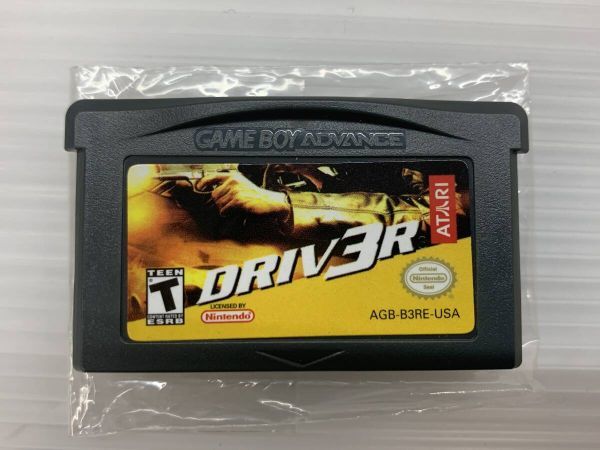 GAME BOY ADVANCE
ATARI
DRIV3R
TEEN
T
CONTENT RATED BY
ESRB
LICENSED BY
Nintendo
Official
Nintendo
Seal
AGB-B3RE-USA